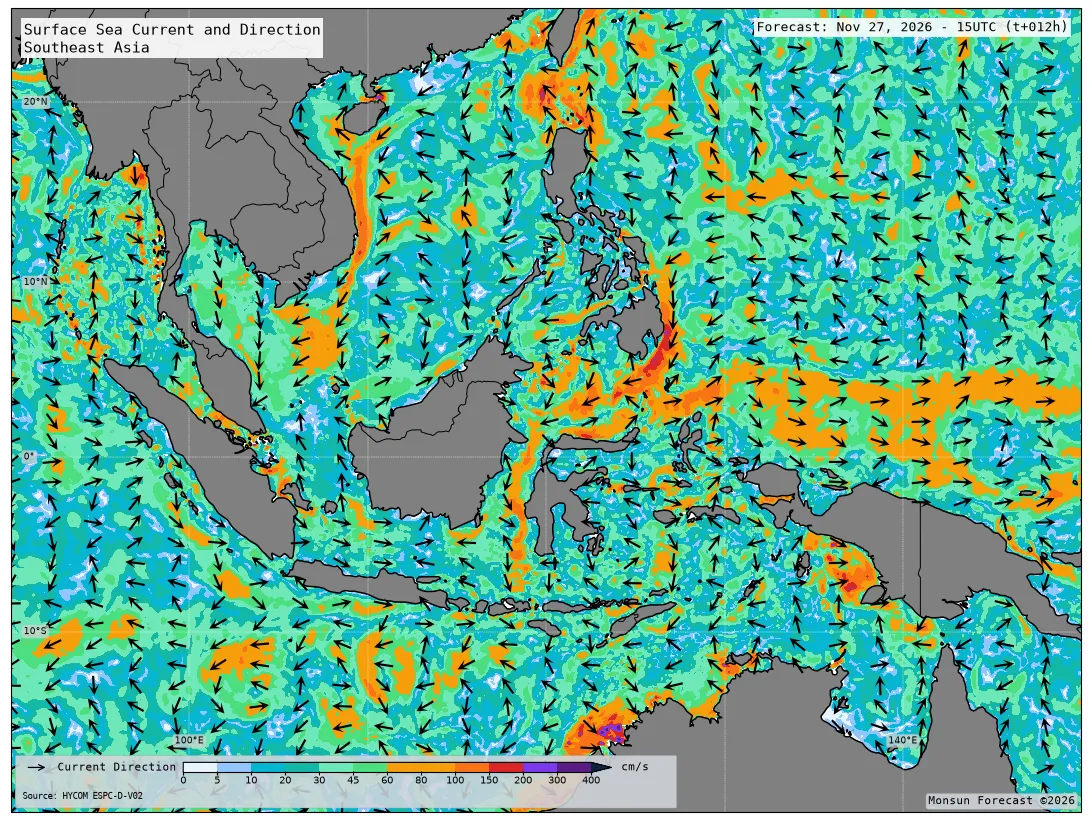 Surface Sea Current and Direction
Southeast Asia
Forecast: Nov 27, 2026 - 15UTC (t+012h)
20°N
10°N
0°
10°S
100°E
140°E
Current Direction
cm/s
0 5 10 20 30 45 60 80 100 150 200 300 400
Source: HYCOM ESPC-D-V02
Monsun Forecast ©2026